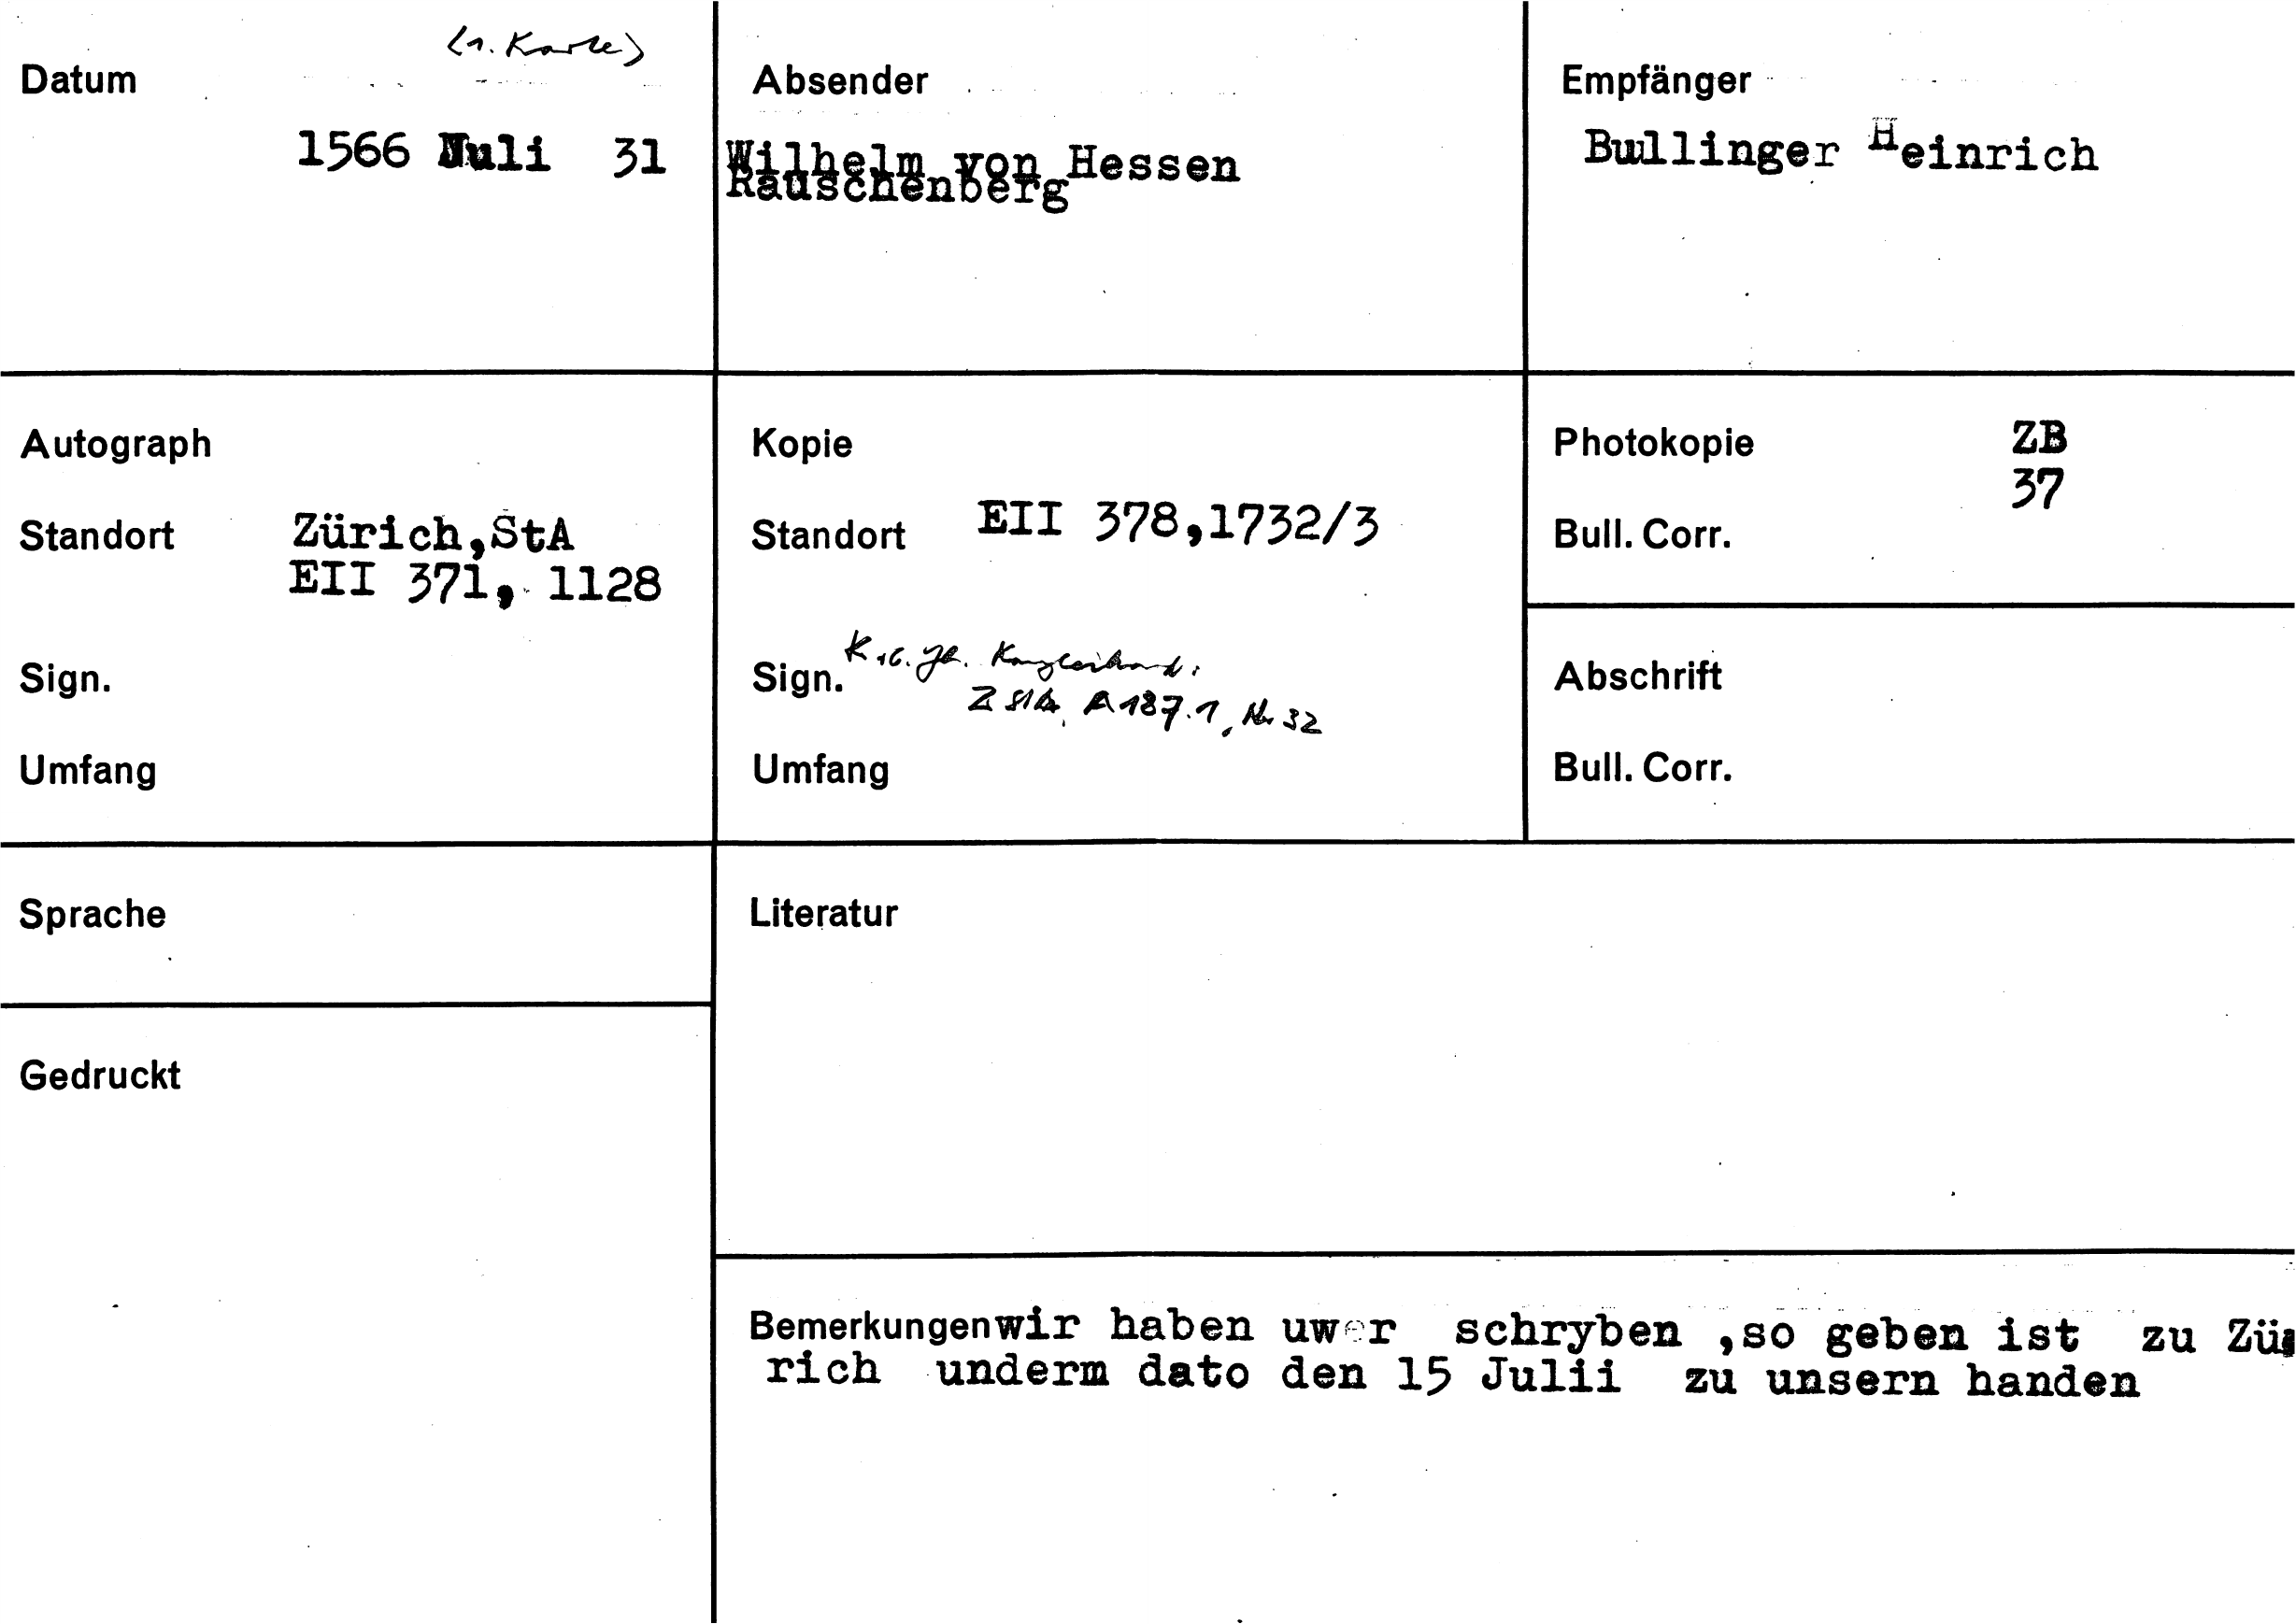 (1. Karte)
Datum
1566 Juli 31
Absender
Wilhelm von Hessen
Rauschenberg
Empfänger
Bullinger Heinrich
Autograph
Standort Zürich,StA
EII 371, 1128
Sign.
Umfang
Kopie
Standort EII 378,1732/3
Sign. K 16. Jh. Kanzleihand:
Z StA, A 187.1, Nr 32
Umfang
Photokopie ZB
37
Bull. Corr.
Abschrift
Bull. Corr.
Sprache
Literatur
Gedruckt
Bemerkungen wir haben uwer schryben ,so geben ist zu Zü
rich underm dato den 15 Julii zu unsern handen